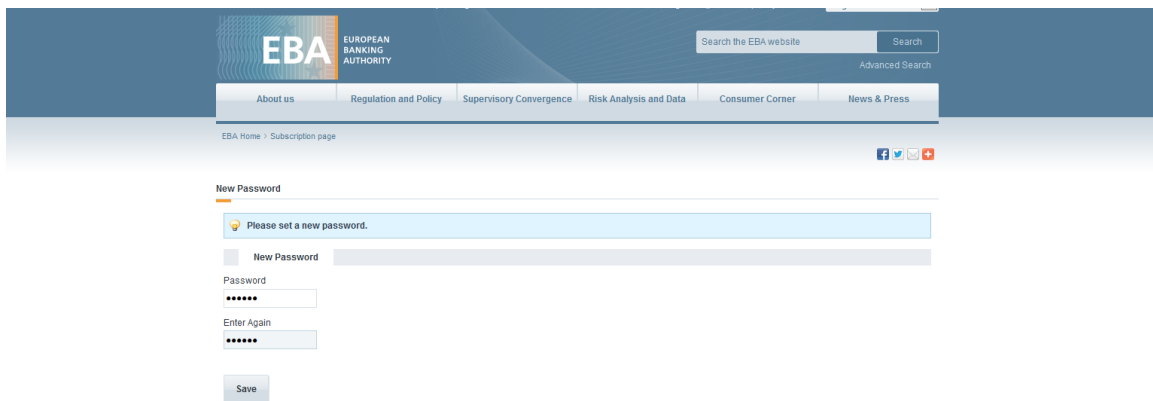 EBA
EUROPEAN
BANKING
AUTHORITY
Search the EBA website
Search
Advanced Search
About us
Regulation and Policy
Supervisory Convergence
Risk Analysis and Data
Consumer Corner
News & Press
EBA Home > Subscription page
New Password
Please set a new password.
New Password
Password
••••••
Enter Again
••••••
Save